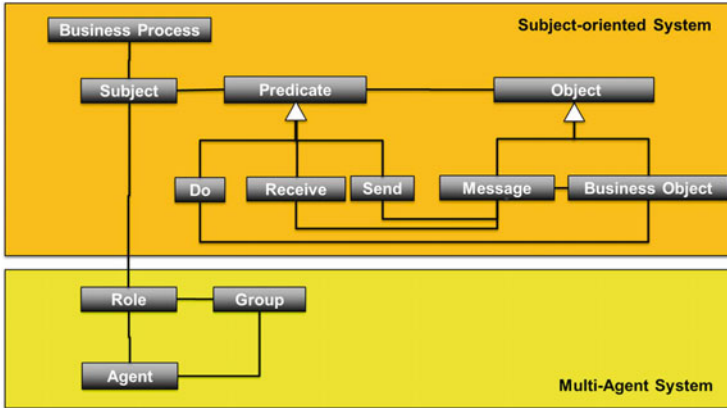 Business Process
Subject-oriented System
Subject
Predicate
Object
Do
Receive
Send
Message
Business Object
Role
Group
Agent
Multi-Agent System